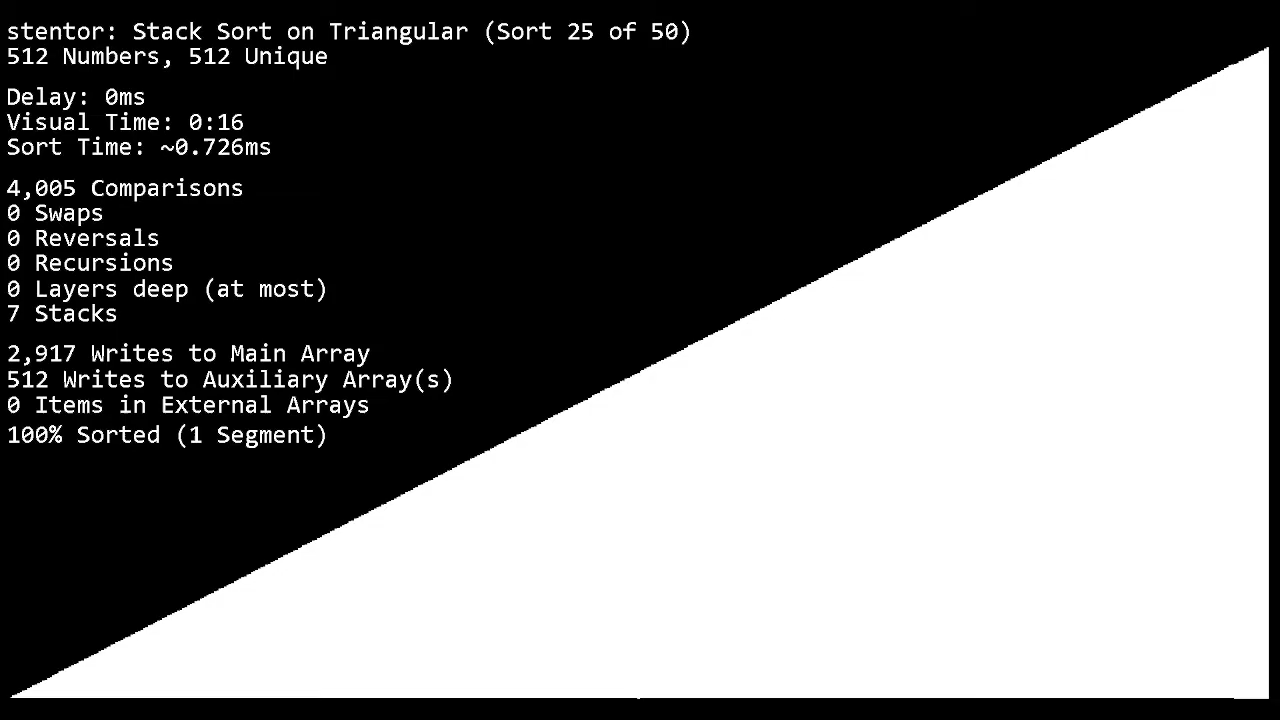 stentor: Stack Sort on Triangular (Sort 25 of 50)
512 Numbers, 512 Unique
Delay: 0ms
Visual Time: 0:16
Sort Time: ~0.726ms
4,005 Comparisons
0 Swaps
0 Reversals
0 Recursions
0 Layers deep (at most)
7 Stacks
2,917 Writes to Main Array
512 Writes to Auxiliary Array(s)
0 Items in External Arrays
100% Sorted (1 Segment)